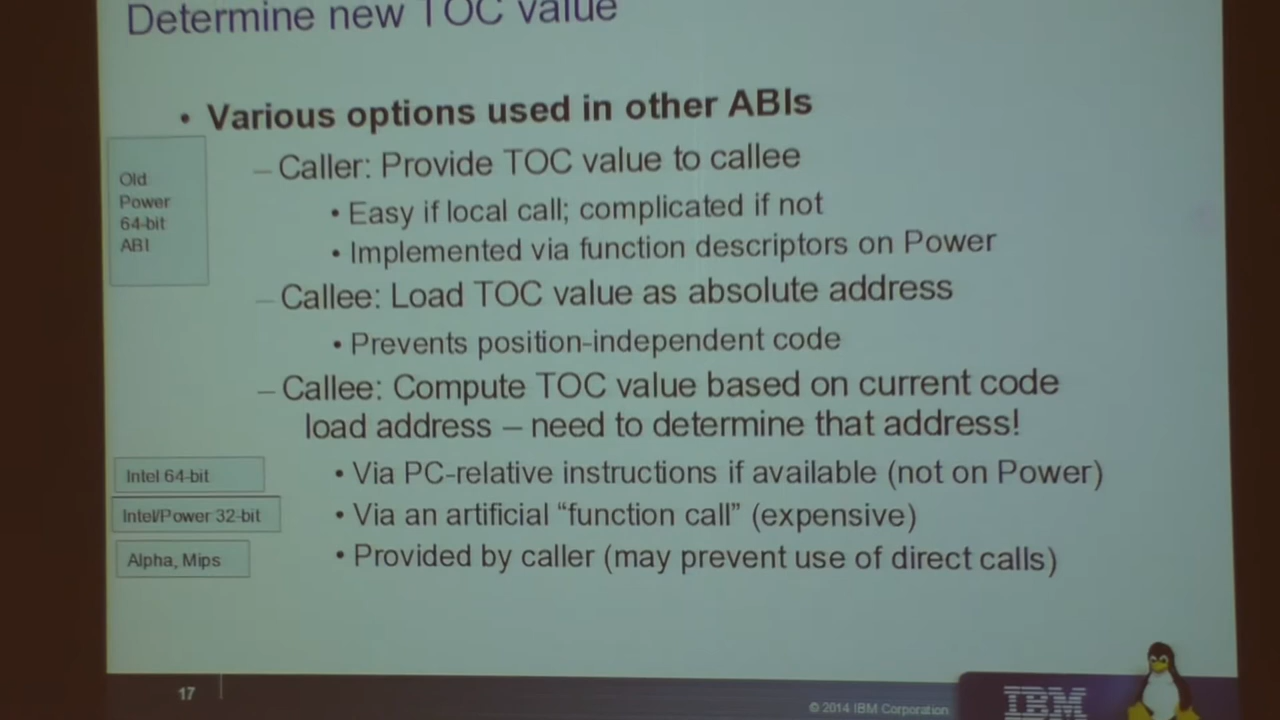 Determine new TOC value
• Various options used in other ABIs
Old
Power
64-bit
ABI
– Caller: Provide TOC value to callee
• Easy if local call; complicated if not
• Implemented via function descriptors on Power
– Callee: Load TOC value as absolute address
• Prevents position-independent code
– Callee: Compute TOC value based on current code
load address – need to determine that address!
Intel 64-bit
• Via PC-relative instructions if available (not on Power)
Intel/Power 32-bit
• Via an artificial “function call” (expensive)
Alpha, Mips
• Provided by caller (may prevent use of direct calls)
17
© 2014 IBM Corporation
IBM